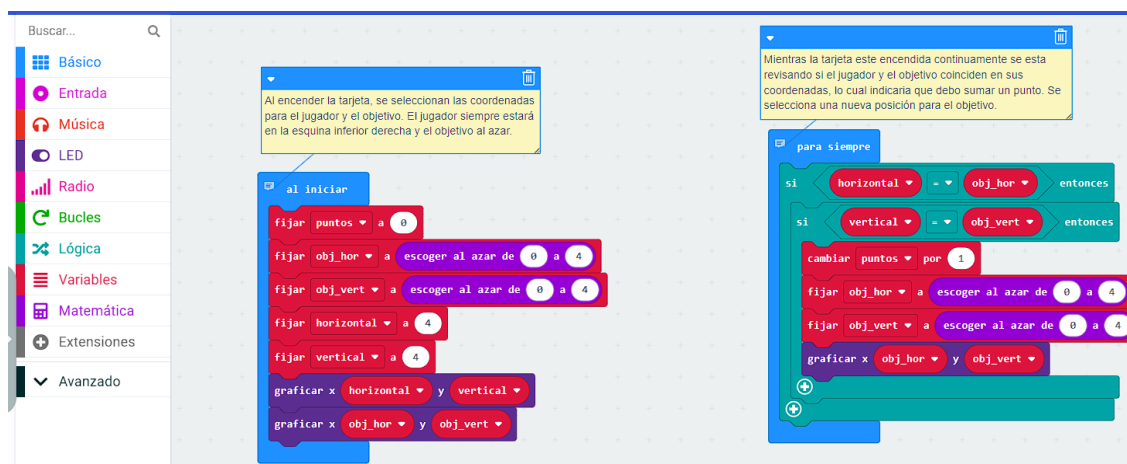 Buscar...
Básico
Entrada
Música
LED
Radio
Bucles
Lógica
Variables
Matemática
Extensiones
Avanzado
Al encender la tarjeta, se seleccionan las coordenadas
para el jugador y el objetivo. El jugador siempre estará
en la esquina inferior derecha y el objetivo al azar.
al iniciar
fijar puntos a 0
fijar obj_hor a escoger al azar de 0 a 4
fijar obj_vert a escoger al azar de 0 a 4
fijar horizontal a 4
fijar vertical a 4
graficar x horizontal y vertical
graficar x obj_hor y obj_vert
Mientras la tarjeta este encendida continuamente se esta
revisando si el jugador y el objetivo coinciden en sus
coordenadas, lo cual indicaria que debo sumar un punto. Se
selecciona una nueva posición para el objetivo.
para siempre
si horizontal = obj_hor entonces
si vertical = obj_vert entonces
cambiar puntos por 1
fijar obj_hor a escoger al azar de 0 a 4
fijar obj_vert a escoger al azar de 0 a 4
graficar x obj_hor y obj_vert